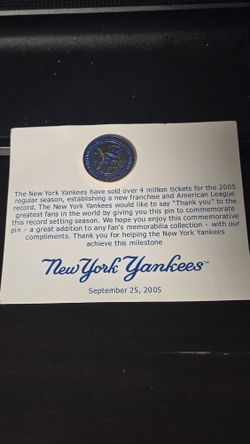 The New York Yankees have sold over 4 million tickets for the 2005
regular season, establishing a new franchise and American League
record. The New York Yankees would like to say "Thank you" to the
greatest fans in the world by giving you this pin to commemorate
this record setting season. We hope you enjoy this commemorative
pin - a great addition to any fan's memorabilia collection - with our
compliments. Thank you for helping the New York Yankees
achieve this milestone
New York Yankees™
September 25, 2005